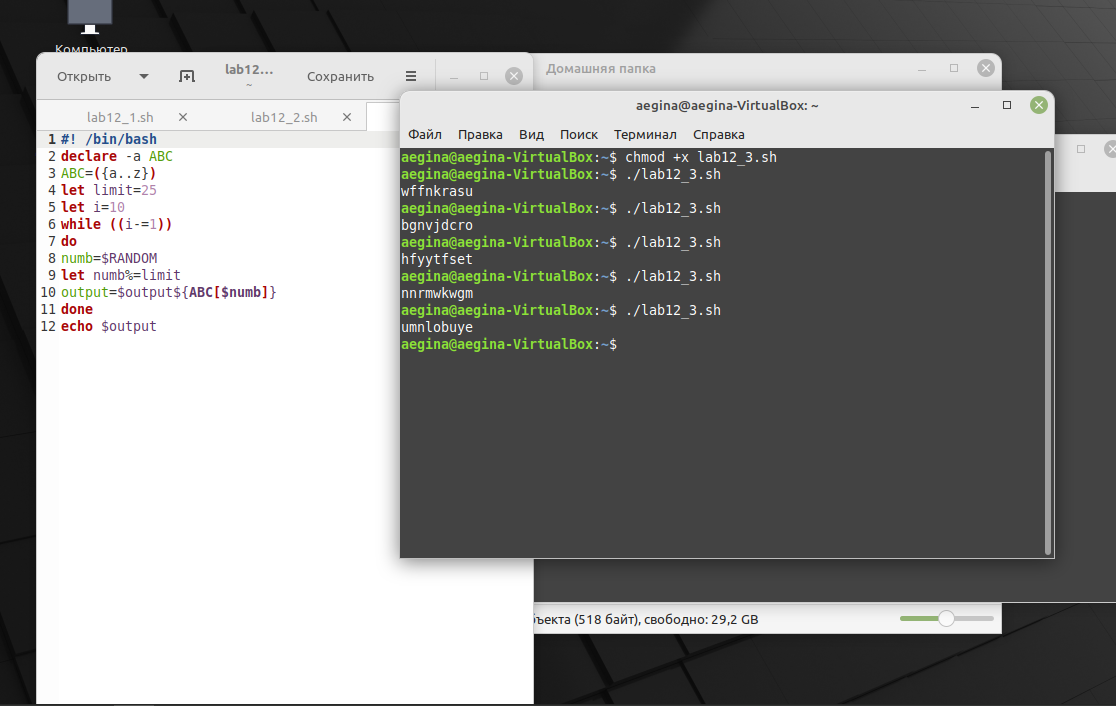 Компьютер
Открыть
lab12...
~
Сохранить
lab12_1.sh
lab12_2.sh
1 #! /bin/bash
2 declare -a ABC
3 ABC=({a..z})
4 let limit=25
5 let i=10
6 while ((i-=1))
7 do
8 numb=$RANDOM
9 let numb%=limit
10 output=$output${ABC[$numb]}
11 done
12 echo $output
Домашняя папка
aegina@aegina-VirtualBox: ~
Файл Правка Вид Поиск Терминал Справка
aegina@aegina-VirtualBox:~$ chmod +x lab12_3.sh
aegina@aegina-VirtualBox:~$ ./lab12_3.sh
wffnkrasu
aegina@aegina-VirtualBox:~$ ./lab12_3.sh
bgnvjdcro
aegina@aegina-VirtualBox:~$ ./lab12_3.sh
hfyytfset
aegina@aegina-VirtualBox:~$ ./lab12_3.sh
nnrmwkwgm
aegina@aegina-VirtualBox:~$ ./lab12_3.sh
umnlobuye
aegina@aegina-VirtualBox:~$
ъекта (518 байт), свободно: 29,2 GB